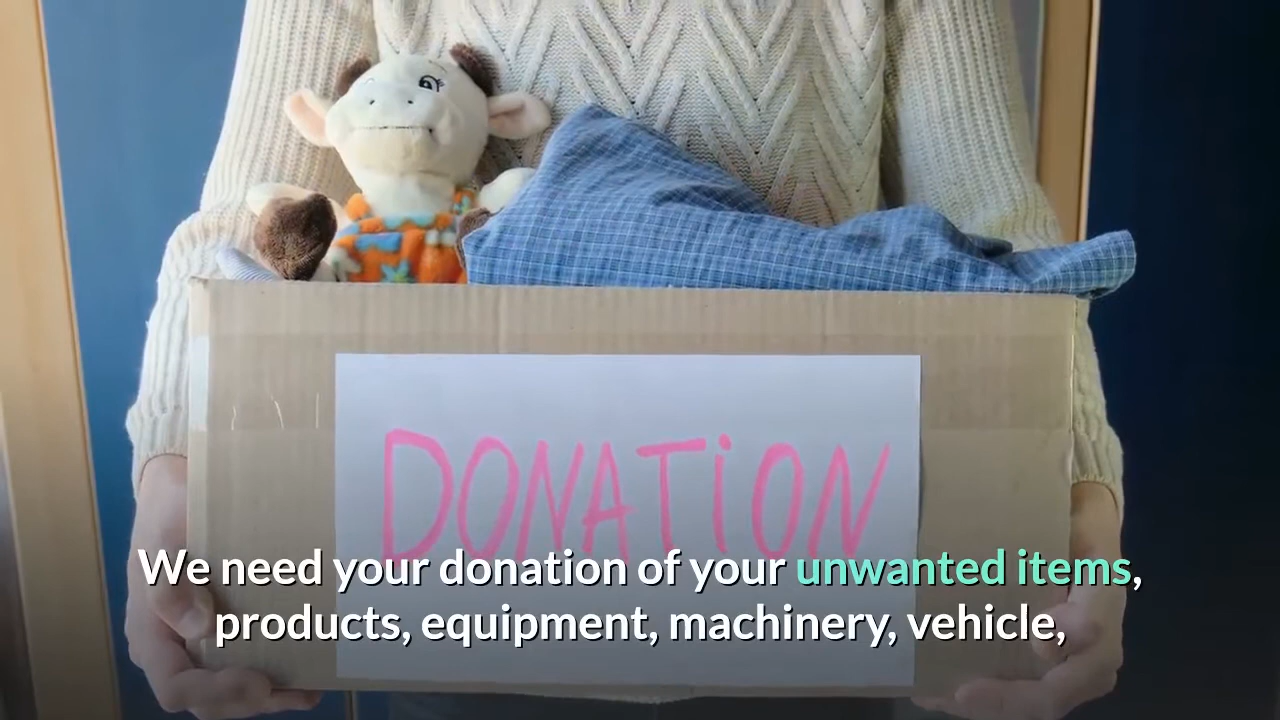 DONATiON
We need your donation of your unwanted items,
products, equipment, machinery, vehicle,